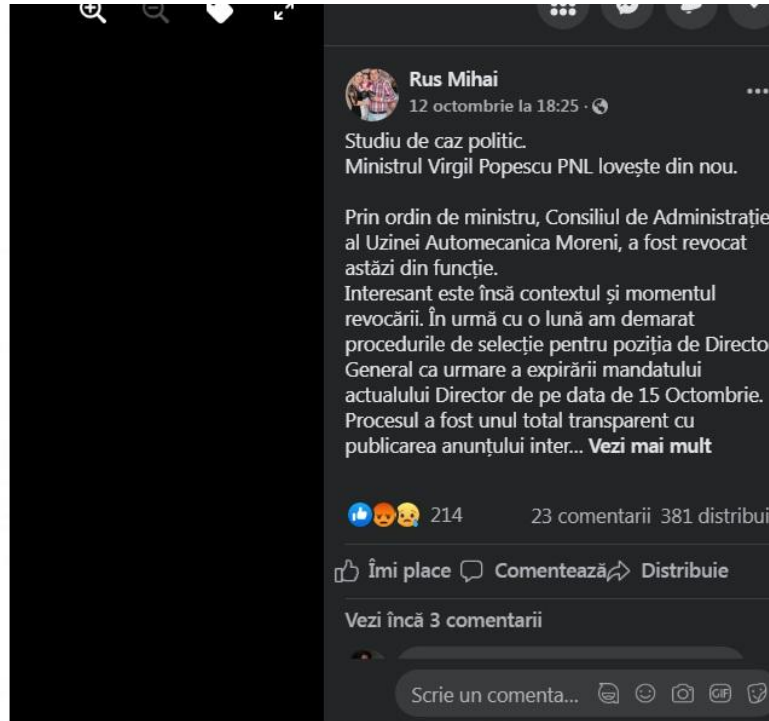 Rus Mihai
12 octombrie la 18:25 ·
Studiu de caz politic.
Ministrul Virgil Popescu PNL lovește din nou.
Prin ordin de ministru, Consiliul de Administrație
al Uzinei Automecanica Moreni, a fost revocat
astăzi din funcție.
Interesant este însă contextul și momentul
revocării. În urmă cu o lună am demarat
procedurile de selecție pentru poziția de Directo
General ca urmare a expirării mandatului
actualului Director de pe data de 15 Octombrie.
Procesul a fost unul total transparent cu
publicarea anunțului inter... Vezi mai mult
214 23 comentarii 381 distribui
Îmi place Comentează Distribuie
Vezi încă 3 comentarii
Scrie un comenta... GIF